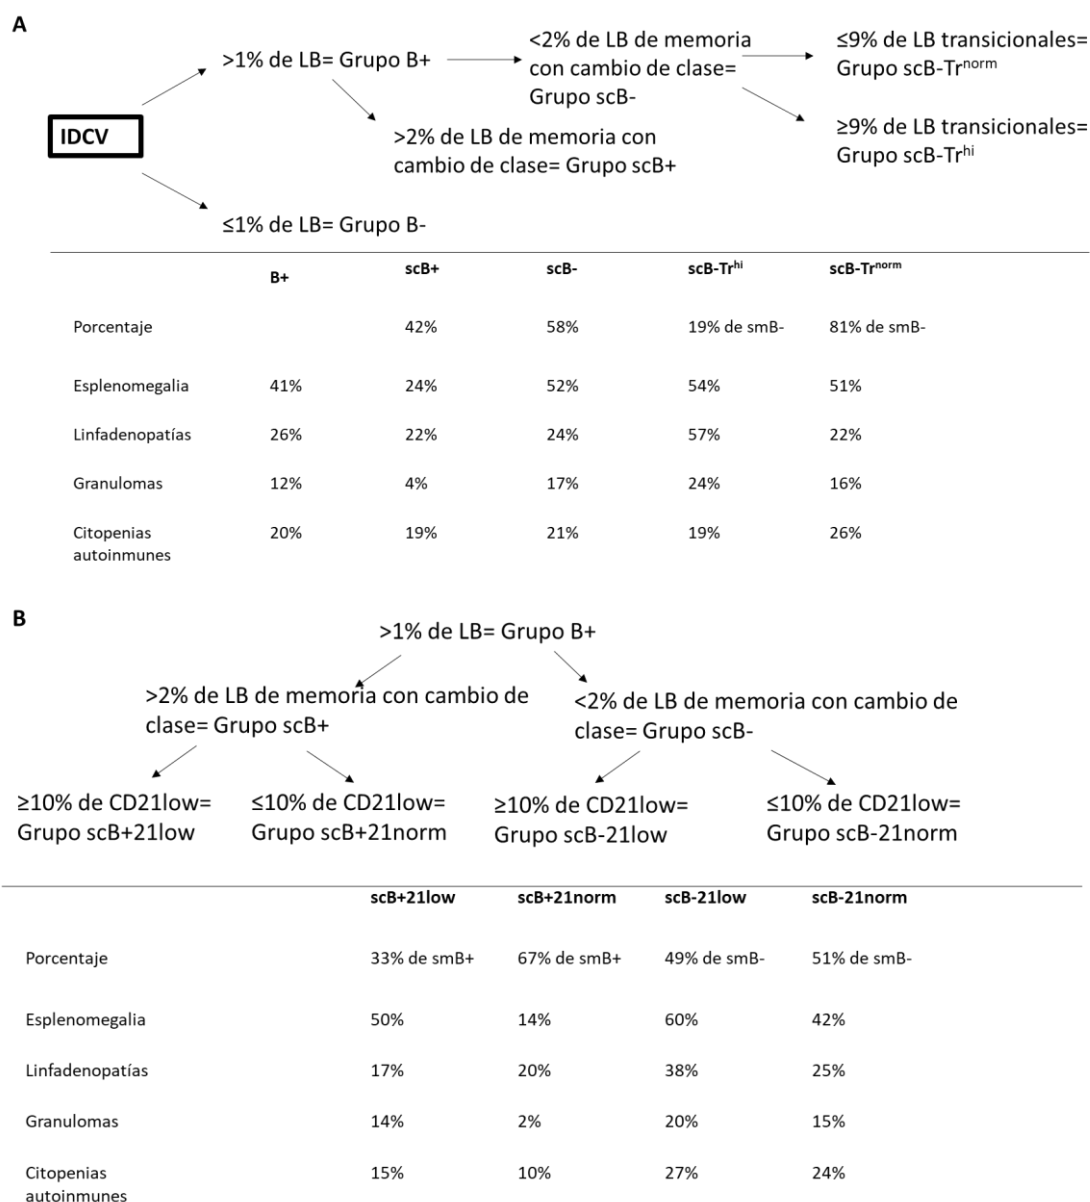 A
IDCV
>1% de LB= Grupo B+
<2% de LB de memoria
con cambio de clase=
Grupo scB-
≤9% de LB transicionales=
Grupo scB-Trnorm
≥9% de LB transicionales=
Grupo scB-Trhi
>2% de LB de memoria con
cambio de clase= Grupo scB+
≤1% de LB= Grupo B-
B+ scB+ scB- scB-Trhi scB-Trnorm
Porcentaje 42% 58% 19% de smB- 81% de smB-
Esplenomegalia 41% 24% 52% 54% 51%
Linfadenopatías 26% 22% 24% 57% 22%
Granulomas 12% 4% 17% 24% 16%
Citopenias 20% 19% 21% 19% 26%
autoinmunes
B
>1% de LB= Grupo B+
>2% de LB de memoria con cambio de
clase= Grupo scB+
<2% de LB de memoria con cambio de
clase= Grupo scB-
≥10% de CD21low=
Grupo scB+21low
≤10% de CD21low=
Grupo scB+21norm
≥10% de CD21low=
Grupo scB-21low
≤10% de CD21low=
Grupo scB-21norm
scB+21low scB+21norm scB-21low scB-21norm
Porcentaje 33% de smB+ 67% de smB+ 49% de smB- 51% de smB-
Esplenomegalia 50% 14% 60% 42%
Linfadenopatías 17% 20% 38% 25%
Granulomas 14% 2% 20% 15%
Citopenias 15% 10% 27% 24%
autoinmunes